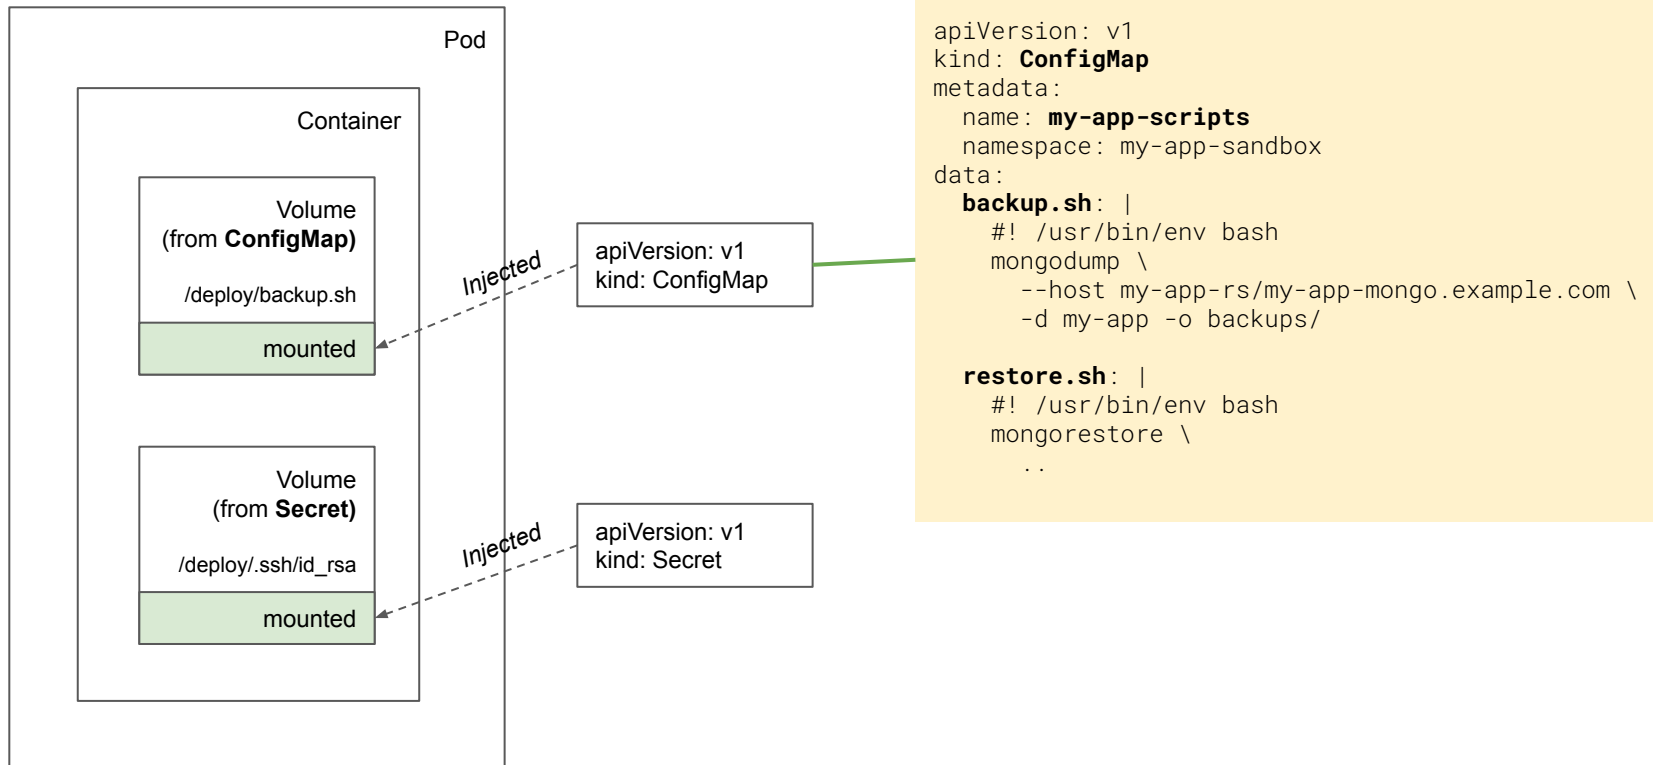 Pod
Container
Volume
(from ConfigMap)
/deploy/backup.sh
mounted
Volume
(from Secret)
/deploy/.ssh/id_rsa
mounted
Injected
apiVersion: v1
kind: ConfigMap
Injected
apiVersion: v1
kind: Secret
apiVersion: v1
kind: ConfigMap
metadata:
  name: my-app-scripts
  namespace: my-app-sandbox
data:
  backup.sh: |
    #! /usr/bin/env bash
    mongodump \
      --host my-app-rs/my-app-mongo.example.com \
      -d my-app -o backups/
  restore.sh: |
    #! /usr/bin/env bash
    mongorestore \
      ..